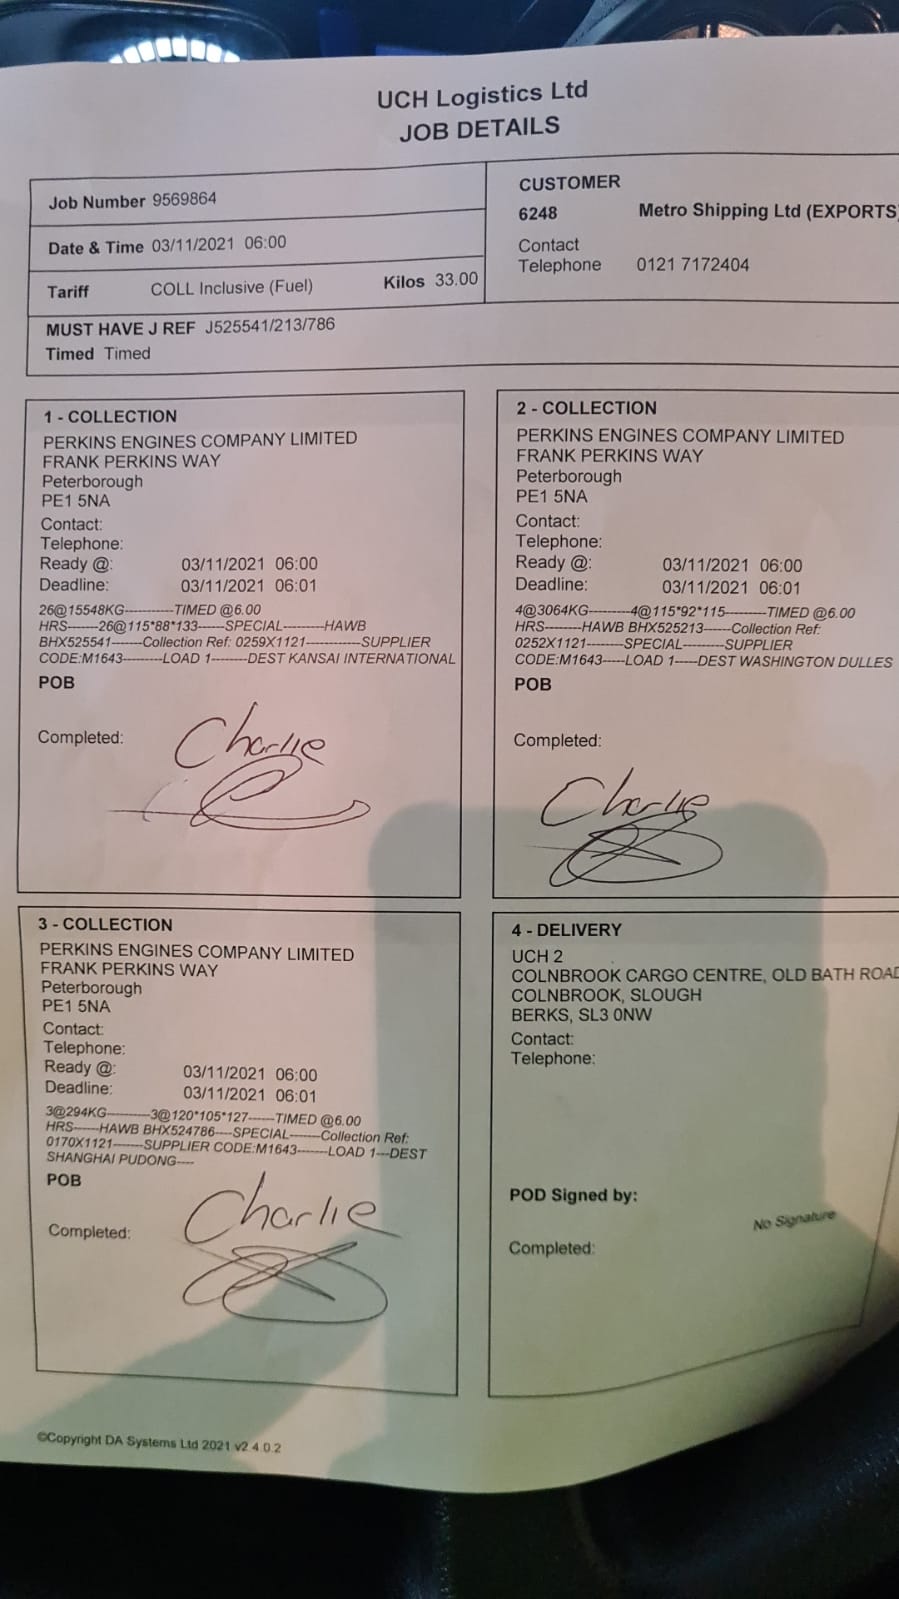 UCH Logistics Ltd
JOB DETAILS
Job Number 9569864
Date & Time 03/11/2021 06:00
Tariff COLL Inclusive (Fuel) Kilos 33.00
CUSTOMER
6248 Metro Shipping Ltd (EXPORTS)
Contact
Telephone 0121 7172404
MUST HAVE J REF J525541/213/786
Timed Timed
1 - COLLECTION
PERKINS ENGINES COMPANY LIMITED
FRANK PERKINS WAY
Peterborough
PE1 5NA
Contact:
Telephone:
Ready @: 03/11/2021 06:00
Deadline: 03/11/2021 06:01
26@15548KG-----------TIMED @6.00
HRS-------26@115*88*133------SPECIAL---------HAWB
BHX525541------Collection Ref: 0259X1121------------SUPPLIER
CODE:M1643---------LOAD 1--------DEST KANSAI INTERNATIONAL
POB
Completed: Charlie
2 - COLLECTION
PERKINS ENGINES COMPANY LIMITED
FRANK PERKINS WAY
Peterborough
PE1 5NA
Contact:
Telephone:
Ready @: 03/11/2021 06:00
Deadline: 03/11/2021 06:01
4@3064KG---------4@115*92*115---------TIMED @6.00
HRS--------HAWB BHX525213------Collection Ref:
0252X1121------SPECIAL---------SUPPLIER
CODE:M1643-----LOAD 1-----DEST WASHINGTON DULLES
POB
Completed:
Charlie
3 - COLLECTION
PERKINS ENGINES COMPANY LIMITED
FRANK PERKINS WAY
Peterborough
PE1 5NA
Contact:
Telephone:
Ready @: 03/11/2021 06:00
Deadline: 03/11/2021 06:01
3@294KG----------3@120*105*127------TIMED @6.00
HRS------HAWB BHX524786----SPECIAL-------Collection Ref:
0170X1121-------SUPPLIER CODE:M1643-------LOAD 1---DEST
SHANGHAI PUDONG----
POB
Completed: Charlie
4 - DELIVERY
UCH 2
COLNBROOK CARGO CENTRE, OLD BATH ROAD
COLNBROOK, SLOUGH
BERKS, SL3 0NW
Contact:
Telephone:
POD Signed by:
No Signature
Completed:
©Copyright DA Systems Ltd 2021 v2.4.0.2